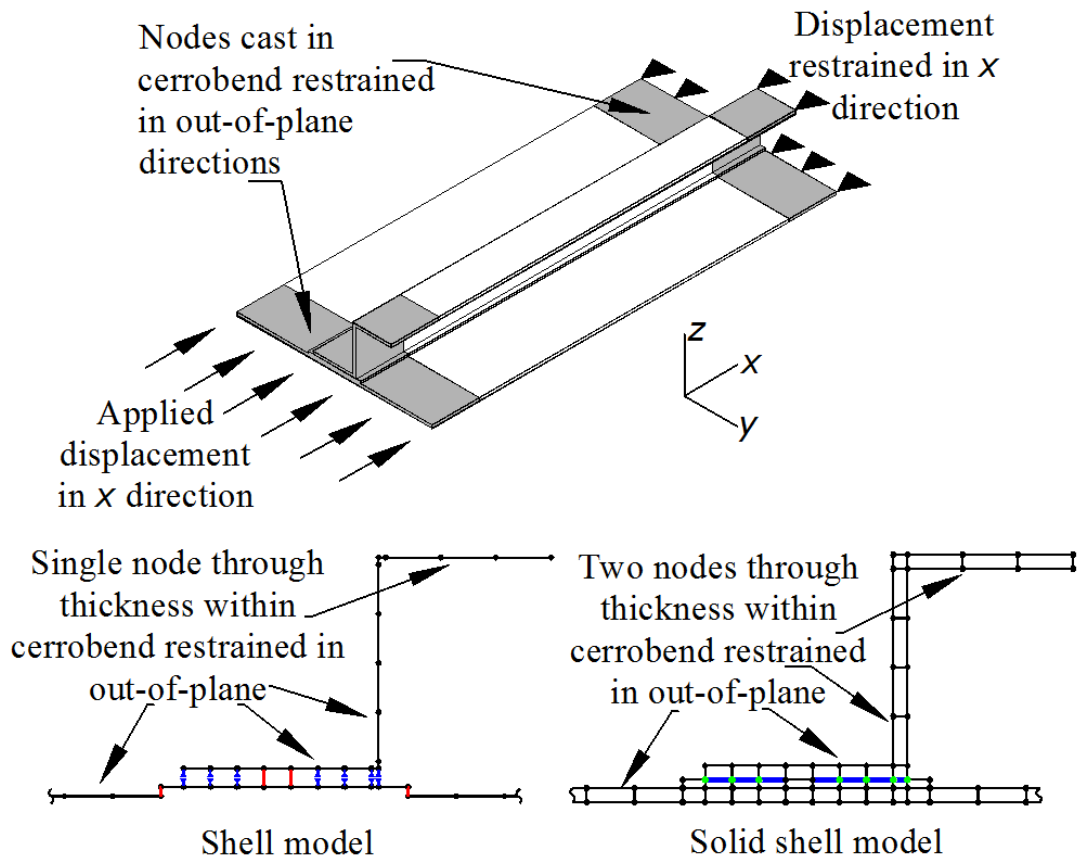 Nodes cast in
cerrobend restrained
in out-of-plane
directions
Displacement
restrained in x
direction
z
x
y
Applied
displacement
in x direction
Single node through
thickness within
cerrobend restrained in
out-of-plane
Shell model
Two nodes through
thickness within
cerrobend restrained
in out-of-plane
Solid shell model